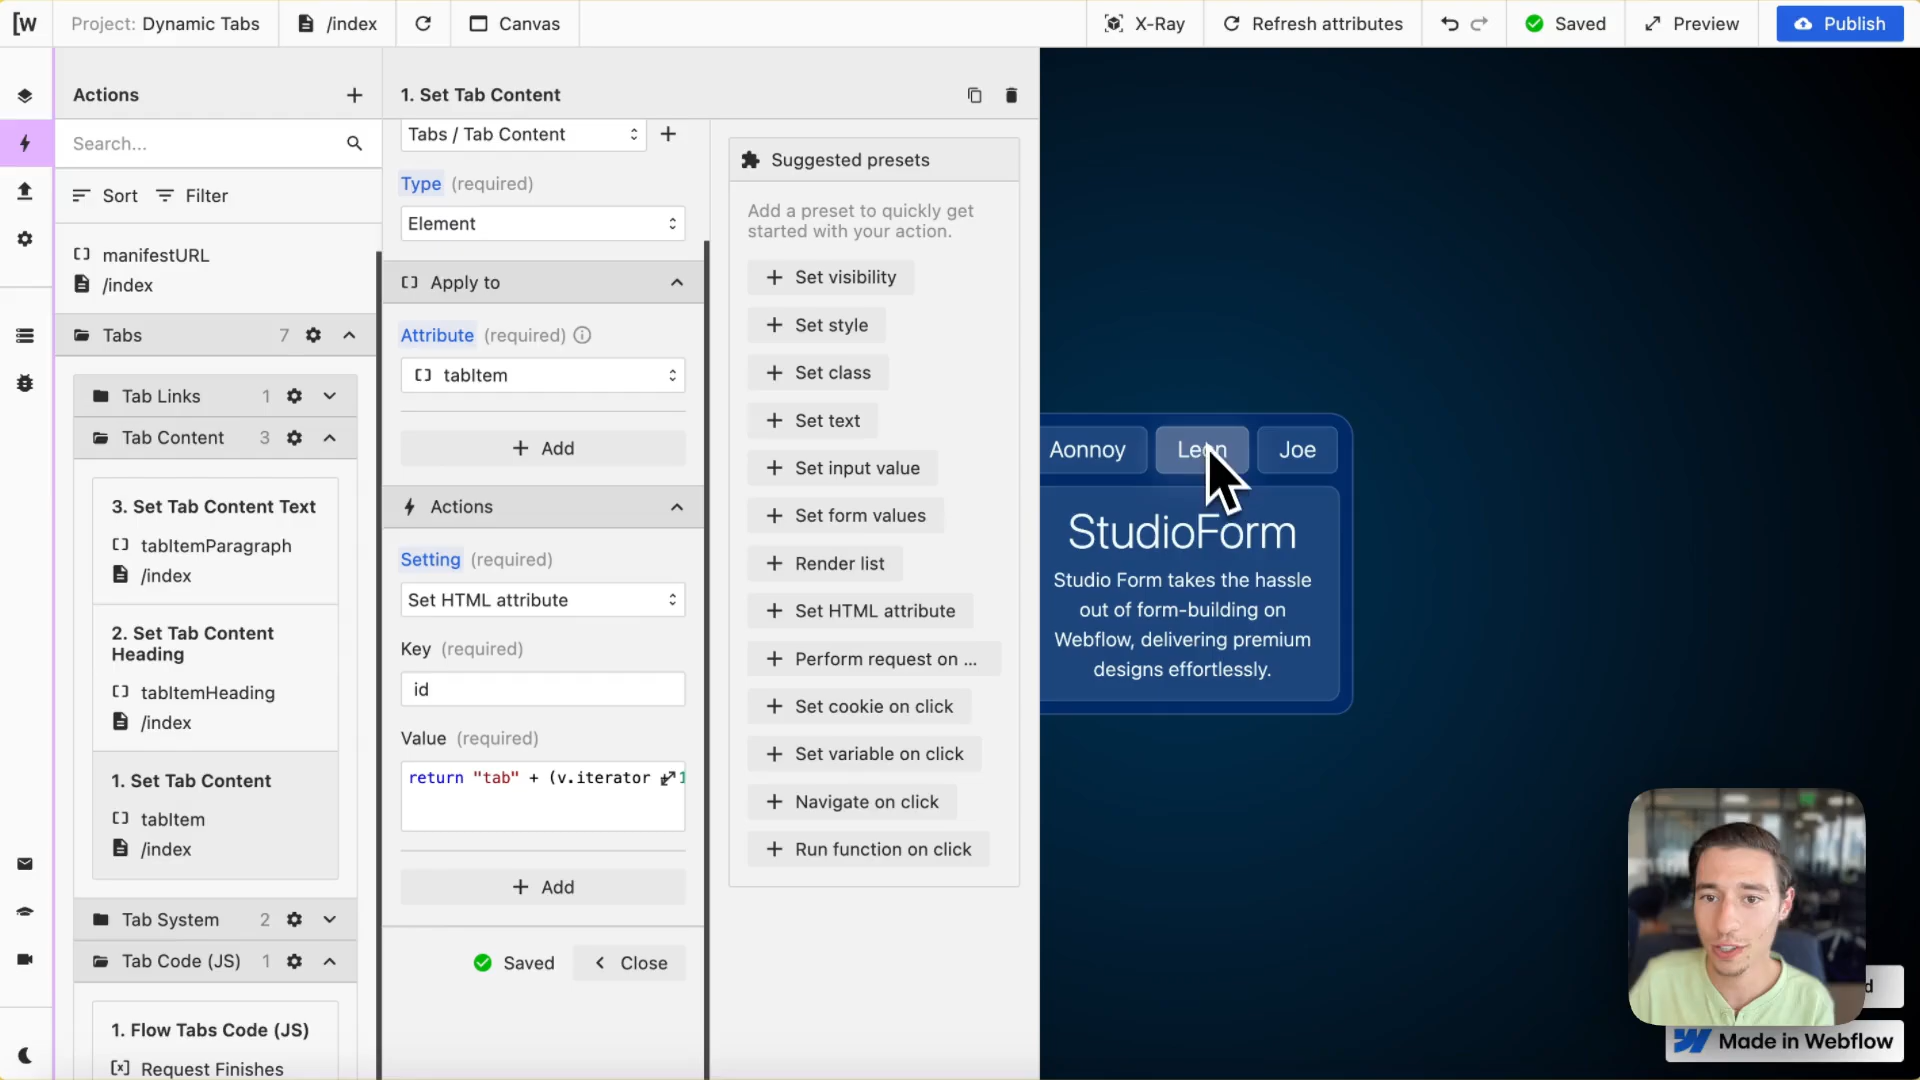 [w
Project: Dynamic Tabs
/index
Canvas
X-Ray
Refresh attributes
Saved
Preview
Publish
Actions
Search...
Sort
Filter
manifestURL
/index
Tabs
7
Tab Links
1
Tab Content
3
3. Set Tab Content Text
tabItemParagraph
/index
2. Set Tab Content
Heading
tabItemHeading
/index
1. Set Tab Content
tabItem
/index
Tab System
2
Tab Code (JS)
1
1. Flow Tabs Code (JS)
Request Finishes
1. Set Tab Content
Tabs / Tab Content
Type (required)
Element
Apply to
Attribute (required)
tabItem
Add
Actions
Setting (required)
Set HTML attribute
Key (required)
id
Value (required)
return "tab" + (v.iterator
Add
Saved
Close
Suggested presets
Add a preset to quickly get
started with your action.
Set visibility
Set style
Set class
Set text
Set input value
Set form values
Render list
Set HTML attribute
Perform request on ...
Set cookie on click
Set variable on click
Navigate on click
Run function on click
Aonnoy
Joe
StudioForm
Studio Form takes the hassle
out of form-building on
Webflow, delivering premium
designs effortlessly.
Made in Webflow